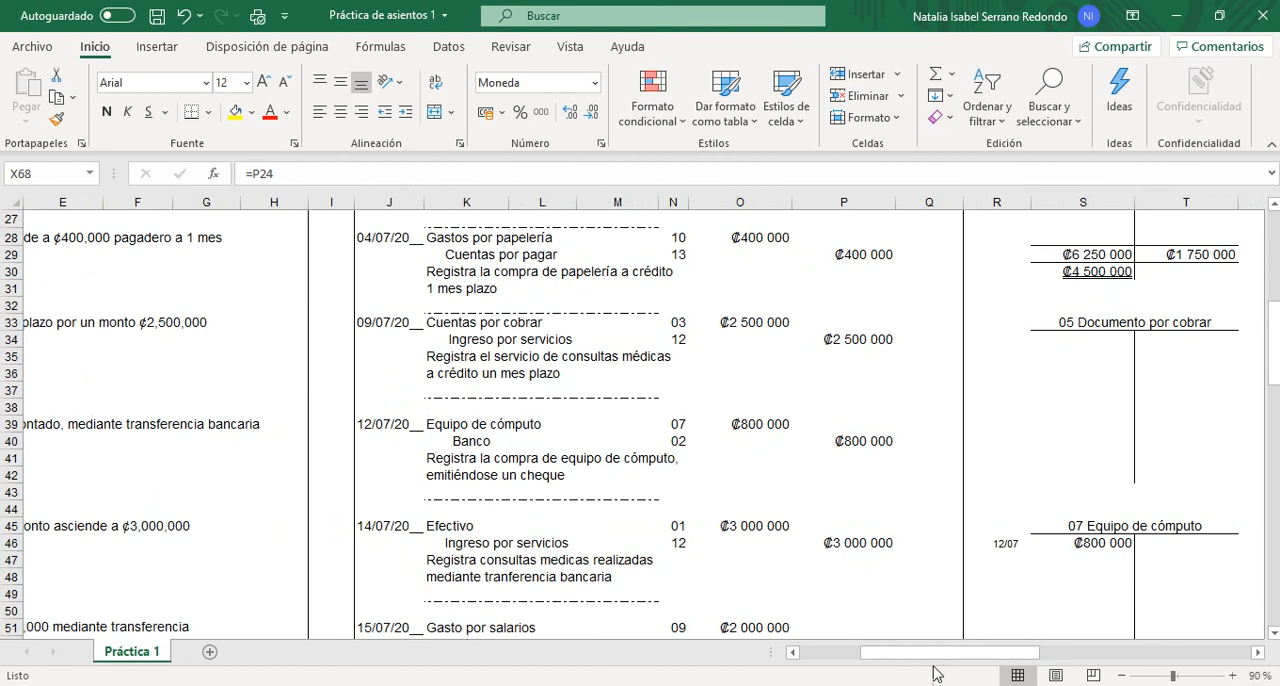 Autoguardado
Práctica de asientos 1
Buscar
Natalia Isabel Serrano Redondo NI
Archivo Inicio Insertar Disposición de página Fórmulas Datos Revisar Vista Ayuda Compartir Comentarios
Pegar
Arial 12
N K S
ab
Moneda
% 000
Formato condicional
Dar formato como tabla
Estilos de celda
Insertar
Eliminar
Formato
Ordenar y filtrar
Buscar y seleccionar
Ideas
Confidencialidad
Portapapeles Fuente Alineación Número Estilos Celdas Edición Ideas Confidencialidad
X68 fx =P24
E F G H I J K L M N O P Q R S T
27
28 de a ¢400,000 pagadero a 1 mes 04/07/20__ Gastos por papelería 10 ₡400 000
29 Cuentas por pagar 13 ₡400 000 ₡6 250 000 ₡1 750 000
30 Registra la compra de papelería a crédito ₡4 500 000
31 1 mes plazo
32
33 plazo por un monto ¢2,500,000 09/07/20__ Cuentas por cobrar 03 ₡2 500 000 05 Documento por cobrar
34 Ingreso por servicios 12 ₡2 500 000
35 Registra el servicio de consultas médicas
36 a crédito un mes plazo
37
38
39 ontado, mediante transferencia bancaria 12/07/20__ Equipo de cómputo 07 ₡800 000
40 Banco 02 ₡800 000
41 Registra la compra de equipo de cómputo,
42 emitiéndose un cheque
43
44
45 onto asciende a ¢3,000,000 14/07/20__ Efectivo 01 ₡3 000 000 07 Equipo de cómputo
46 Ingreso por servicios 12 ₡3 000 000 12/07 ₡800 000
47 Registra consultas medicas realizadas
48 mediante tranferencia bancaria
49
50
51 ,000 mediante transferencia 15/07/20__ Gasto por salarios 09 ₡2 000 000
Práctica 1
Listo 90 %